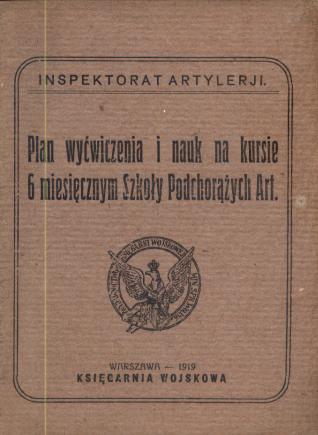 INSPEKTORAT ARTYLERJI.
Plan wyćwiczenia i nauk na kursie
6 miesięcznym Szkoły Podchorążych Art.
WARSZAWA — 1919
KSIĘGARNIA WOJSKOWA